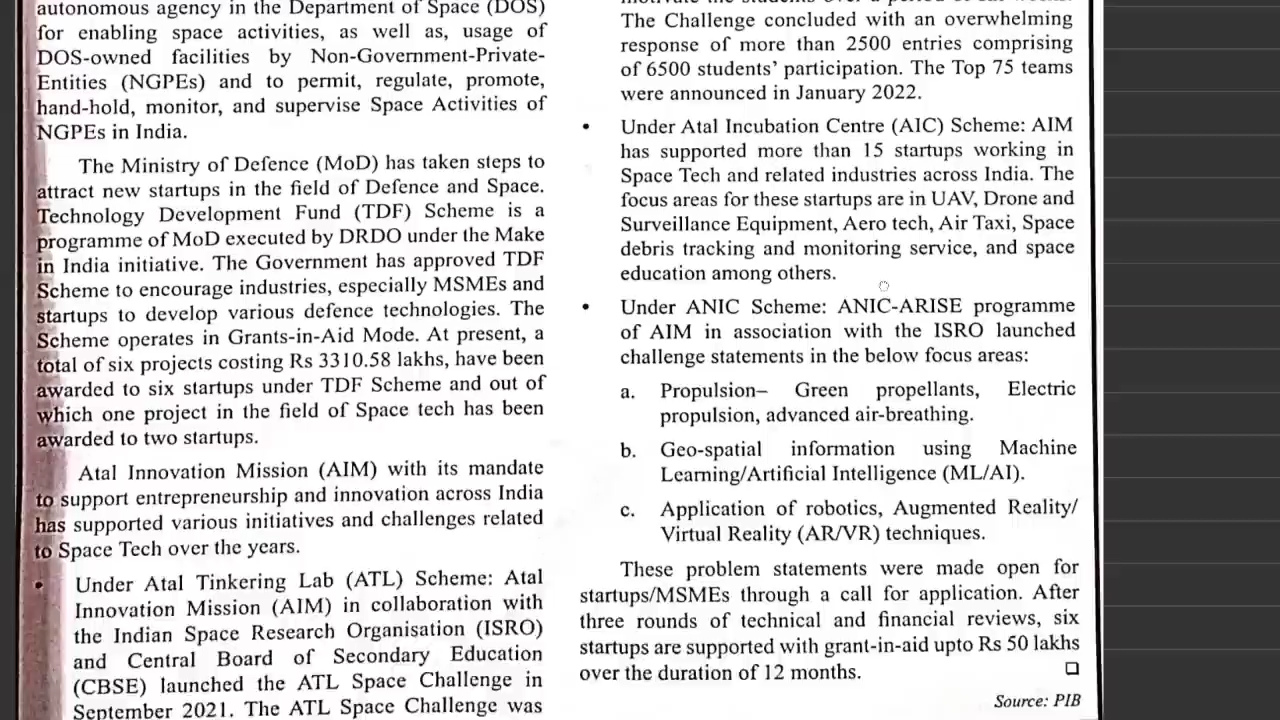 autonomous agency in the Department of Space (DOS)
for enabling space activities, as well as, usage of
DOS-owned facilities by Non-Government-Private-
Entities (NGPEs) and to permit, regulate, promote,
hand-hold, monitor, and supervise Space Activities of
NGPEs in India.
The Ministry of Defence (MoD) has taken steps to
attract new startups in the field of Defence and Space.
Technology Development Fund (TDF) Scheme is a
programme of MoD executed by DRDO under the Make
in India initiative. The Government has approved TDF
Scheme to encourage industries, especially MSMEs and
startups to develop various defence technologies. The
Scheme operates in Grants-in-Aid Mode. At present, a
total of six projects costing Rs 3310.58 lakhs, have been
awarded to six startups under TDF Scheme and out of
which one project in the field of Space tech has been
awarded to two startups.
Atal Innovation Mission (AIM) with its mandate
to support entrepreneurship and innovation across India
has supported various initiatives and challenges related
to Space Tech over the years.
• Under Atal Tinkering Lab (ATL) Scheme: Atal
Innovation Mission (AIM) in collaboration with
the Indian Space Research Organisation (ISRO)
and Central Board of Secondary Education
(CBSE) launched the ATL Space Challenge in
September 2021. The ATL Space Challenge was
The Challenge concluded with an overwhelming
response of more than 2500 entries comprising
of 6500 students' participation. The Top 75 teams
were announced in January 2022.
• Under Atal Incubation Centre (AIC) Scheme: AIM
has supported more than 15 startups working in
Space Tech and related industries across India. The
focus areas for these startups are in UAV, Drone and
Surveillance Equipment, Aero tech, Air Taxi, Space
debris tracking and monitoring service, and space
education among others.
• Under ANIC Scheme: ANIC-ARISE programme
of AIM in association with the ISRO launched
challenge statements in the below focus areas:
a. Propulsion– Green propellants, Electric
propulsion, advanced air-breathing.
b. Geo-spatial information using Machine
Learning/Artificial Intelligence (ML/AI).
c. Application of robotics, Augmented Reality/
Virtual Reality (AR/VR) techniques.
These problem statements were made open for
startups/MSMEs through a call for application. After
three rounds of technical and financial reviews, six
startups are supported with grant-in-aid upto Rs 50 lakhs
over the duration of 12 months.
Source: PIB